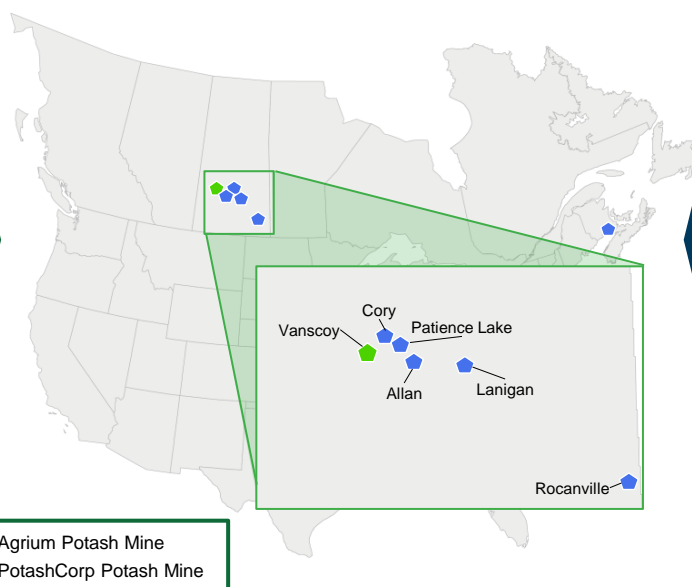 Cory
Vanscoy
Patience Lake
Allan
Lanigan
Rocanville
Agrium Potash Mine
PotashCorp Potash Mine